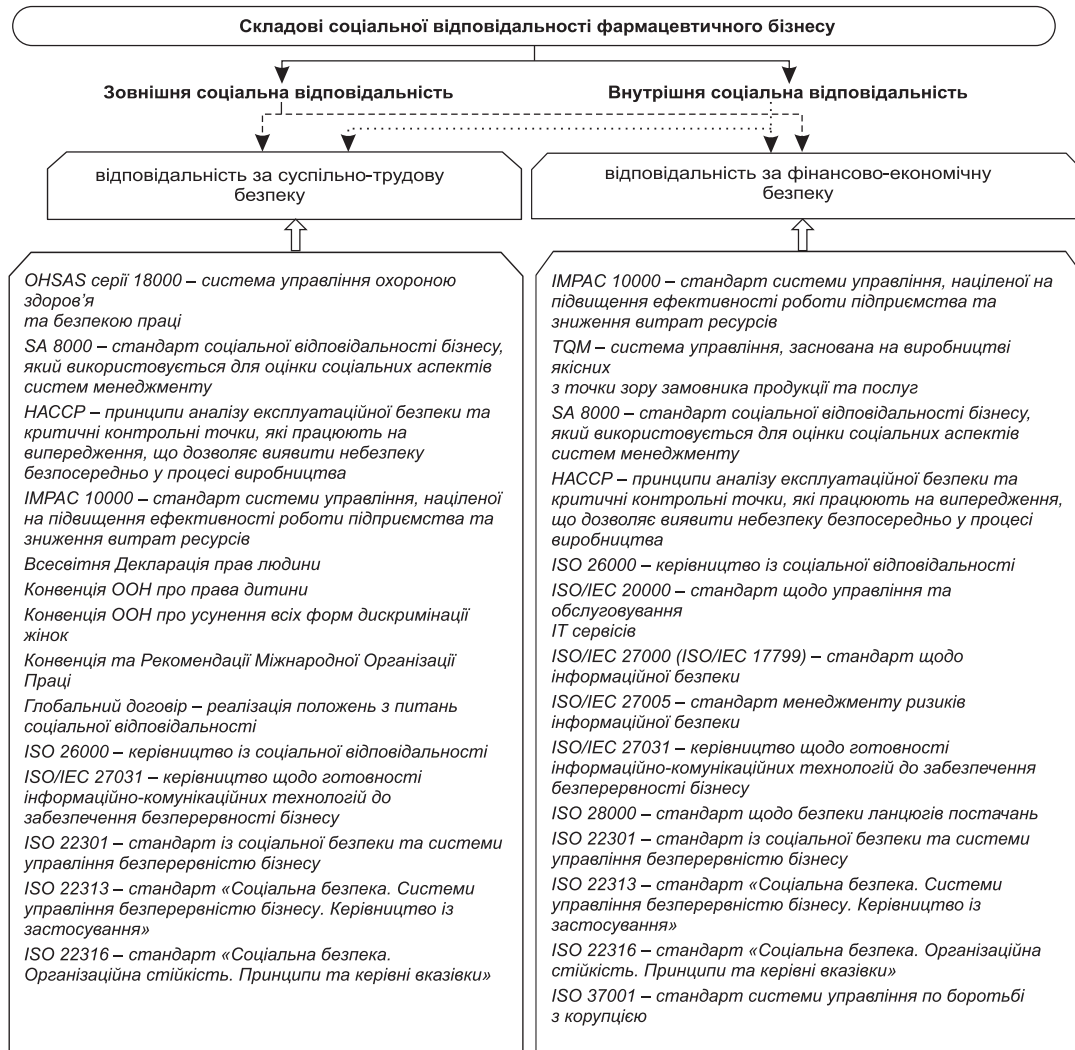 Складові соціальної відповідальності фармацевтичного бізнесу
Зовнішня соціальна відповідальність
Внутрішня соціальна відповідальність
відповідальність за суспільно-трудову
безпеку
відповідальність за фінансово-економічну
безпеку
OHSAS серії 18000 – система управління охороною
здоров’я
та безпекою праці
SA 8000 – стандарт соціальної відповідальності бізнесу,
який використовується для оцінки соціальних аспектів
систем менеджменту
HACCP – принципи аналізу експлуатаційної безпеки та
критичні контрольні точки, які працюють на
випередження, що дозволяє виявити небезпеку
безпосередньо у процесі виробництва
IMPAC 10000 – стандарт системи управління, націленої
на підвищення ефективності роботи підприємства та
зниження витрат ресурсів
Всесвітня Декларація прав людини
Конвенція ООН про права дитини
Конвенція ООН про усунення всіх форм дискримінації
жінок
Конвенція та Рекомендації Міжнародної Організації
Праці
Глобальний договір – реалізація положень з питань
соціальної відповідальності
ISO 26000 – керівництво із соціальної відповідальності
ISO/IEC 27031 – керівництво щодо готовності
інформаційно-комунікаційних технологій до
забезпечення безперервності бізнесу
ISO 22301 – стандарт із соціальної безпеки та системи
управління безперервністю бізнесу
ISO 22313 – стандарт «Соціальна безпека. Системи
управління безперервністю бізнесу. Керівництво із
застосування»
ISO 22316 – стандарт «Соціальна безпека.
Організаційна стійкість. Принципи та керівні вказівки»
IMPAC 10000 – стандарт системи управління, націленої на
підвищення ефективності роботи підприємства та
зниження витрат ресурсів
TQM – система управління, заснована на виробництві
якісних
з точки зору замовника продукції та послуг
SA 8000 – стандарт соціальної відповідальності бізнесу,
який використовується для оцінки соціальних аспектів
систем менеджменту
HACCP – принципи аналізу експлуатаційної безпеки та
критичні контрольні точки, які працюють на випередження,
що дозволяє виявити небезпеку безпосередньо у процесі
виробництва
ISO 26000 – керівництво із соціальної відповідальності
ISO/IEC 20000 – стандарт щодо управління та
обслуговування
IT сервісів
ISO/IEC 27000 (ISO/IEC 17799) – стандарт щодо
інформаційної безпеки
ISO/IEC 27005 – стандарт менеджменту ризиків
інформаційної безпеки
ISO/IEC 27031 – керівництво щодо готовності
інформаційно-комунікаційних технологій до забезпечення
безперервності бізнесу
ISO 28000 – стандарт щодо безпеки ланцюгів постачань
ISO 22301 – стандарт із соціальної безпеки та системи
управління безперервністю бізнесу
ISO 22313 – стандарт «Соціальна безпека. Системи
управління безперервністю бізнесу. Керівництво із
застосування»
ISO 22316 – стандарт «Соціальна безпека. Організаційна
стійкість. Принципи та керівні вказівки»
ISO 37001 – стандарт системи управління по боротьбі
з корупцією